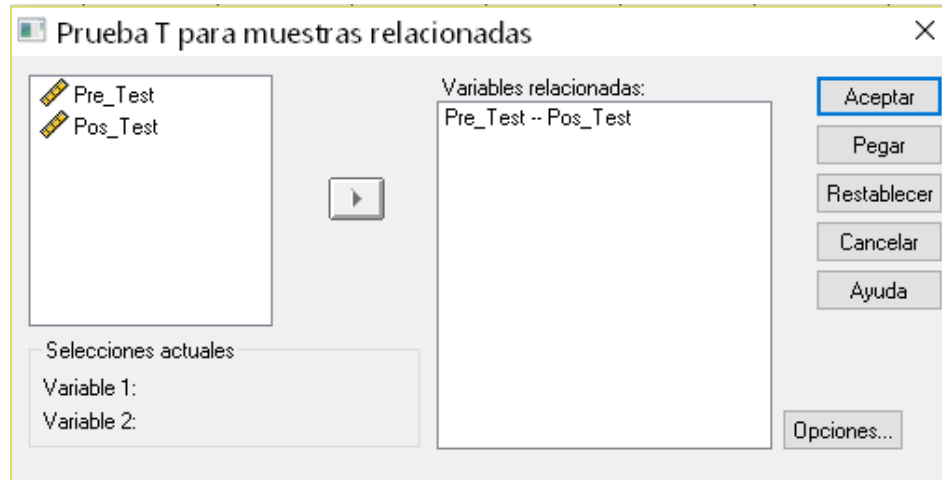 Prueba T para muestras relacionadas
Pre_Test
Pos_Test
Variables relacionadas:
Pre_Test -- Pos_Test
Aceptar
Pegar
Restablecer
Cancelar
Ayuda
Selecciones actuales
Variable 1:
Variable 2:
Opciones...